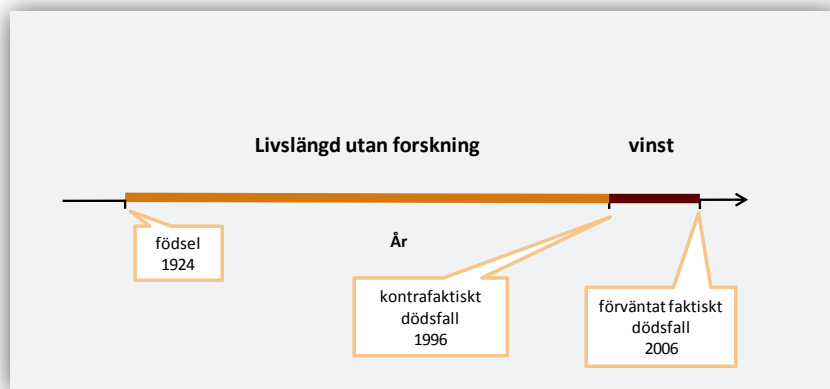 Livslängd utan forskning
vinst
År
födsel
1924
kontrafaktiskt
dödsfall
1996
förväntat faktiskt
dödsfall
2006